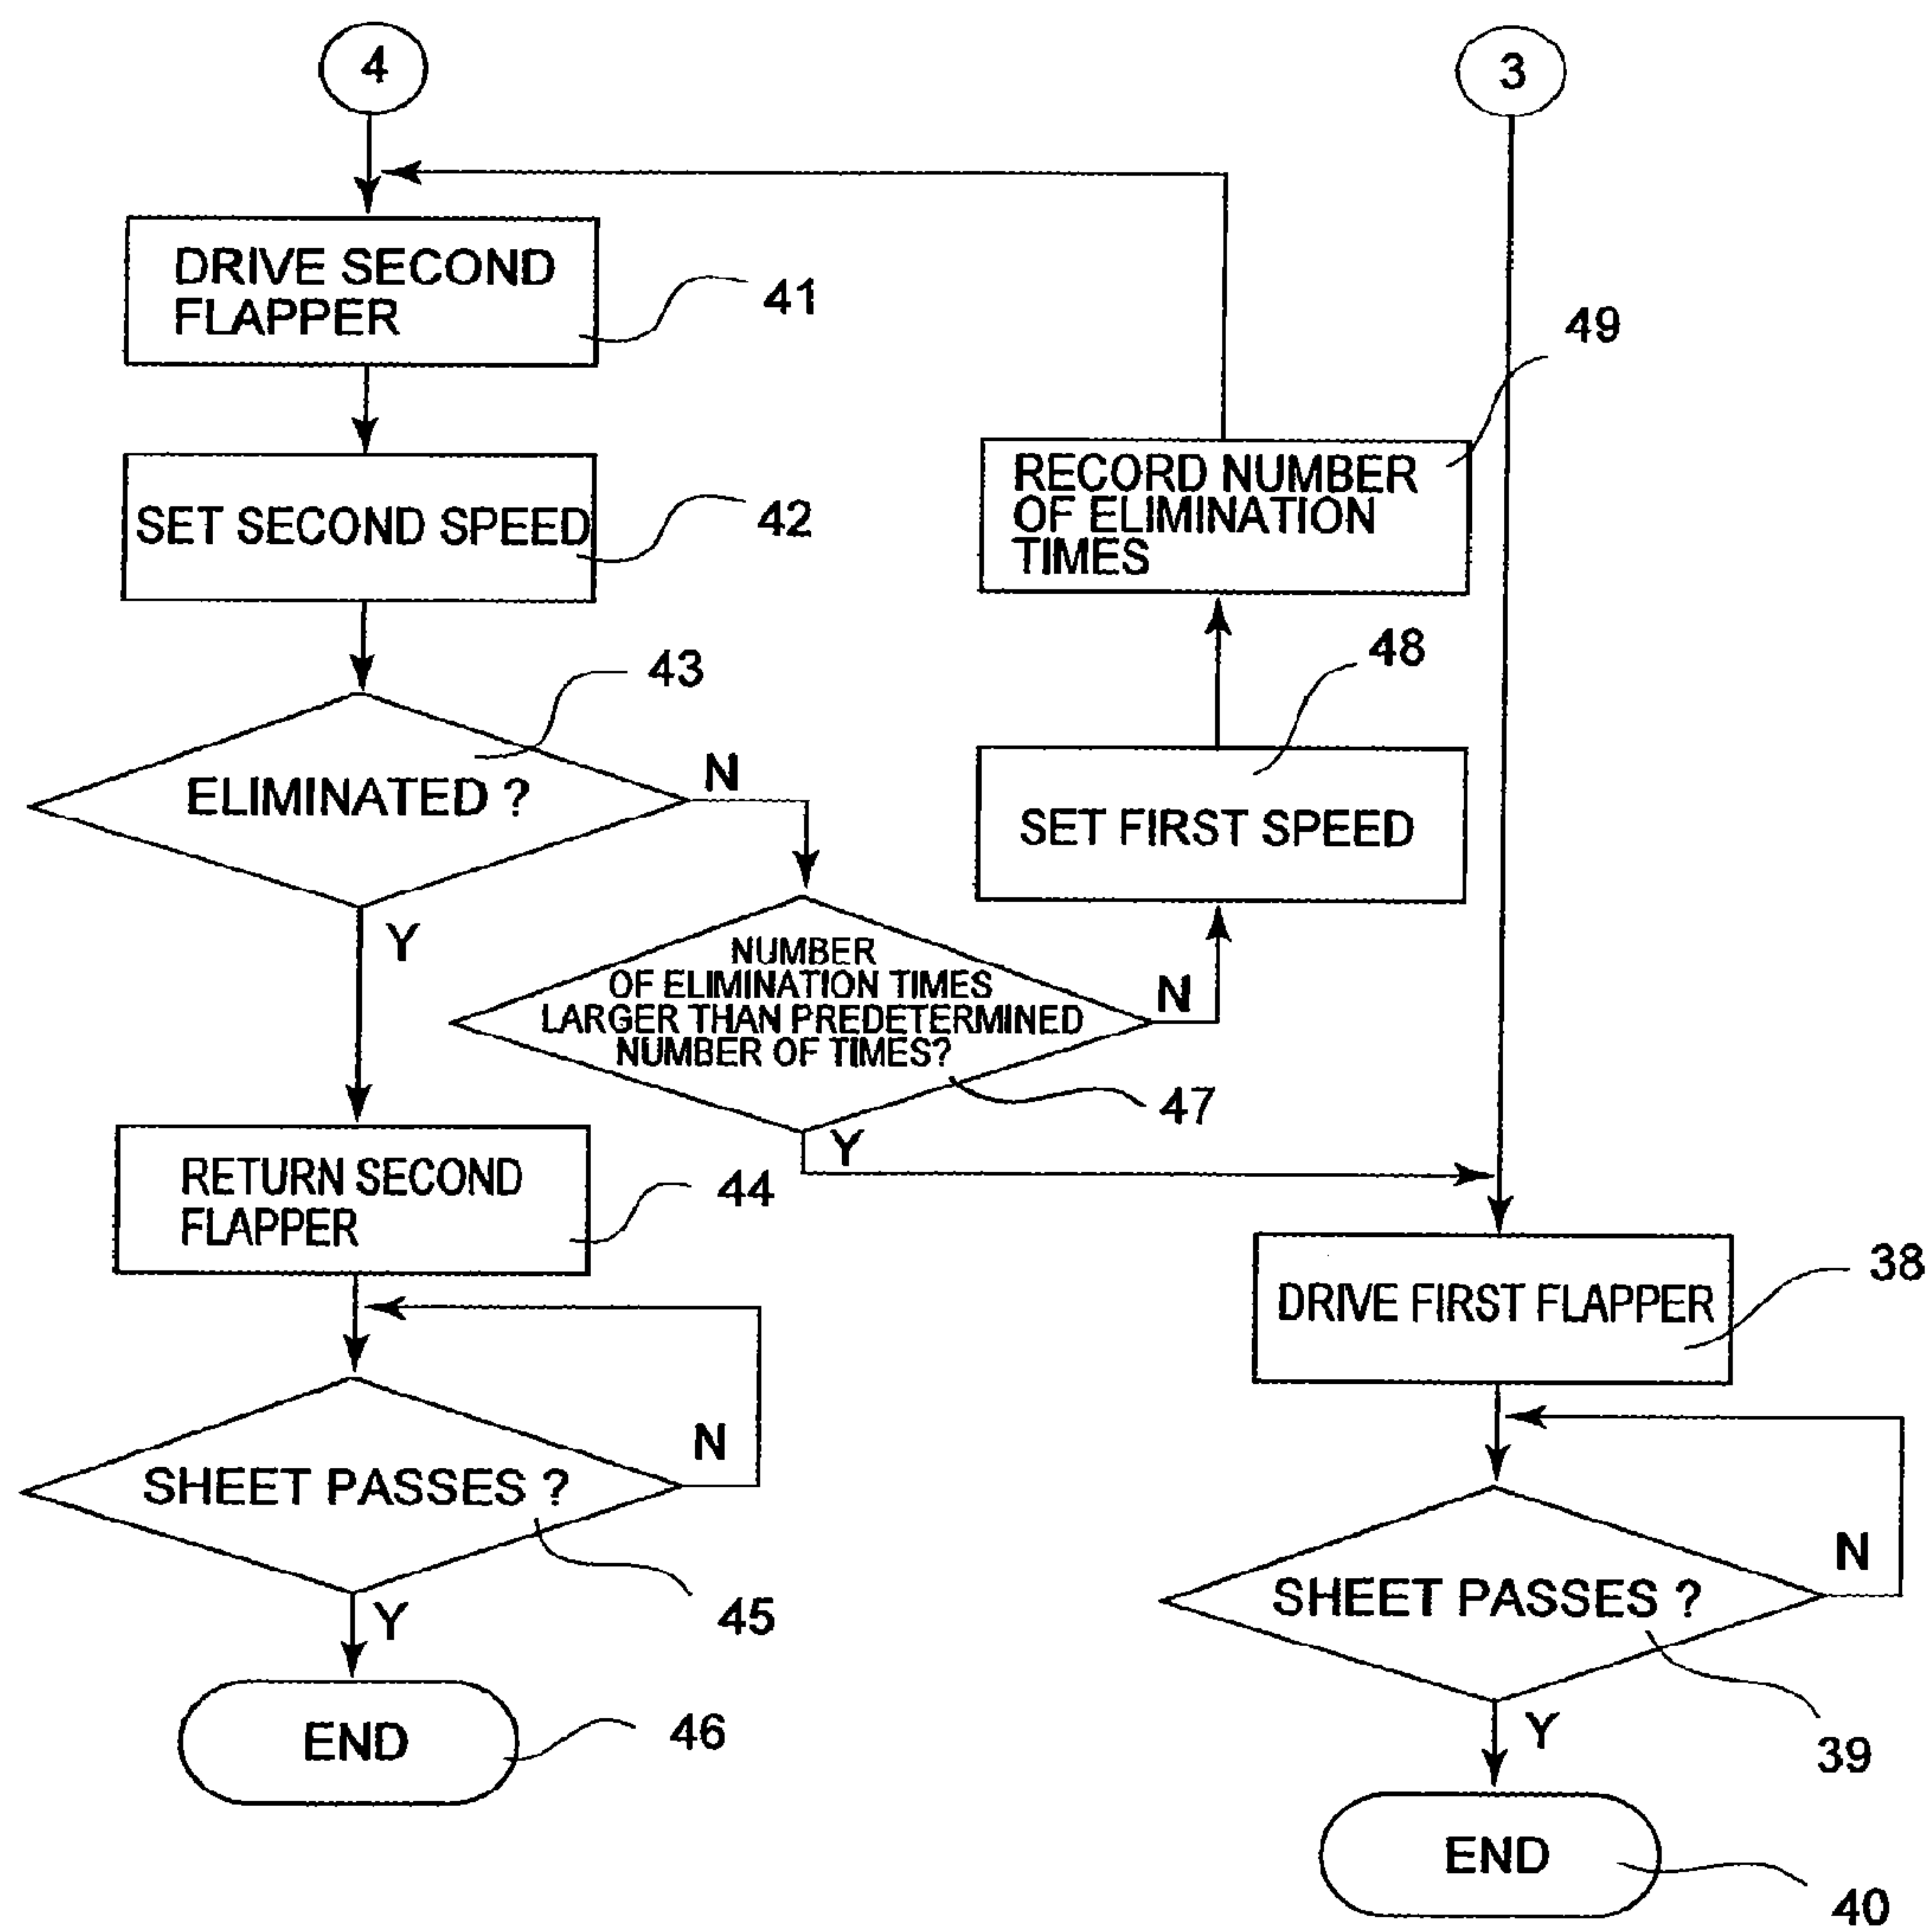 4
3
DRIVE SECOND
FLAPPER
41
SET SECOND SPEED
42
ELIMINATED ?
43
N
Y
NUMBER
OF ELIMINATION TIMES
LARGER THAN PREDETERMINED
NUMBER OF TIMES?
47
N
Y
SET FIRST SPEED
48
RECORD NUMBER
OF ELIMINATION
TIMES
49
RETURN SECOND
FLAPPER
44
SHEET PASSES ?
45
N
Y
END
46
DRIVE FIRST FLAPPER
38
SHEET PASSES ?
39
N
Y
END
40